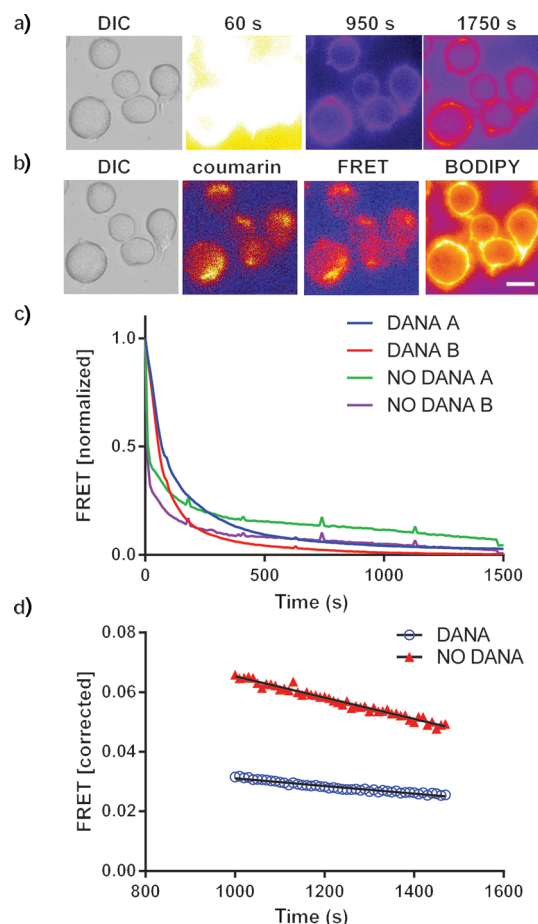 a)
DIC 60 s 950 s 1750 s
b)
DIC coumarin FRET BODIPY
c)
DANA A
DANA B
NO DANA A
NO DANA B
FRET [normalized]
1.0
0.5
0.0
0 500 1000 1500
Time (s)
d)
DANA
NO DANA
FRET [corrected]
0.08
0.06
0.04
0.02
0.00
800 1000 1200 1400 1600
Time (s)